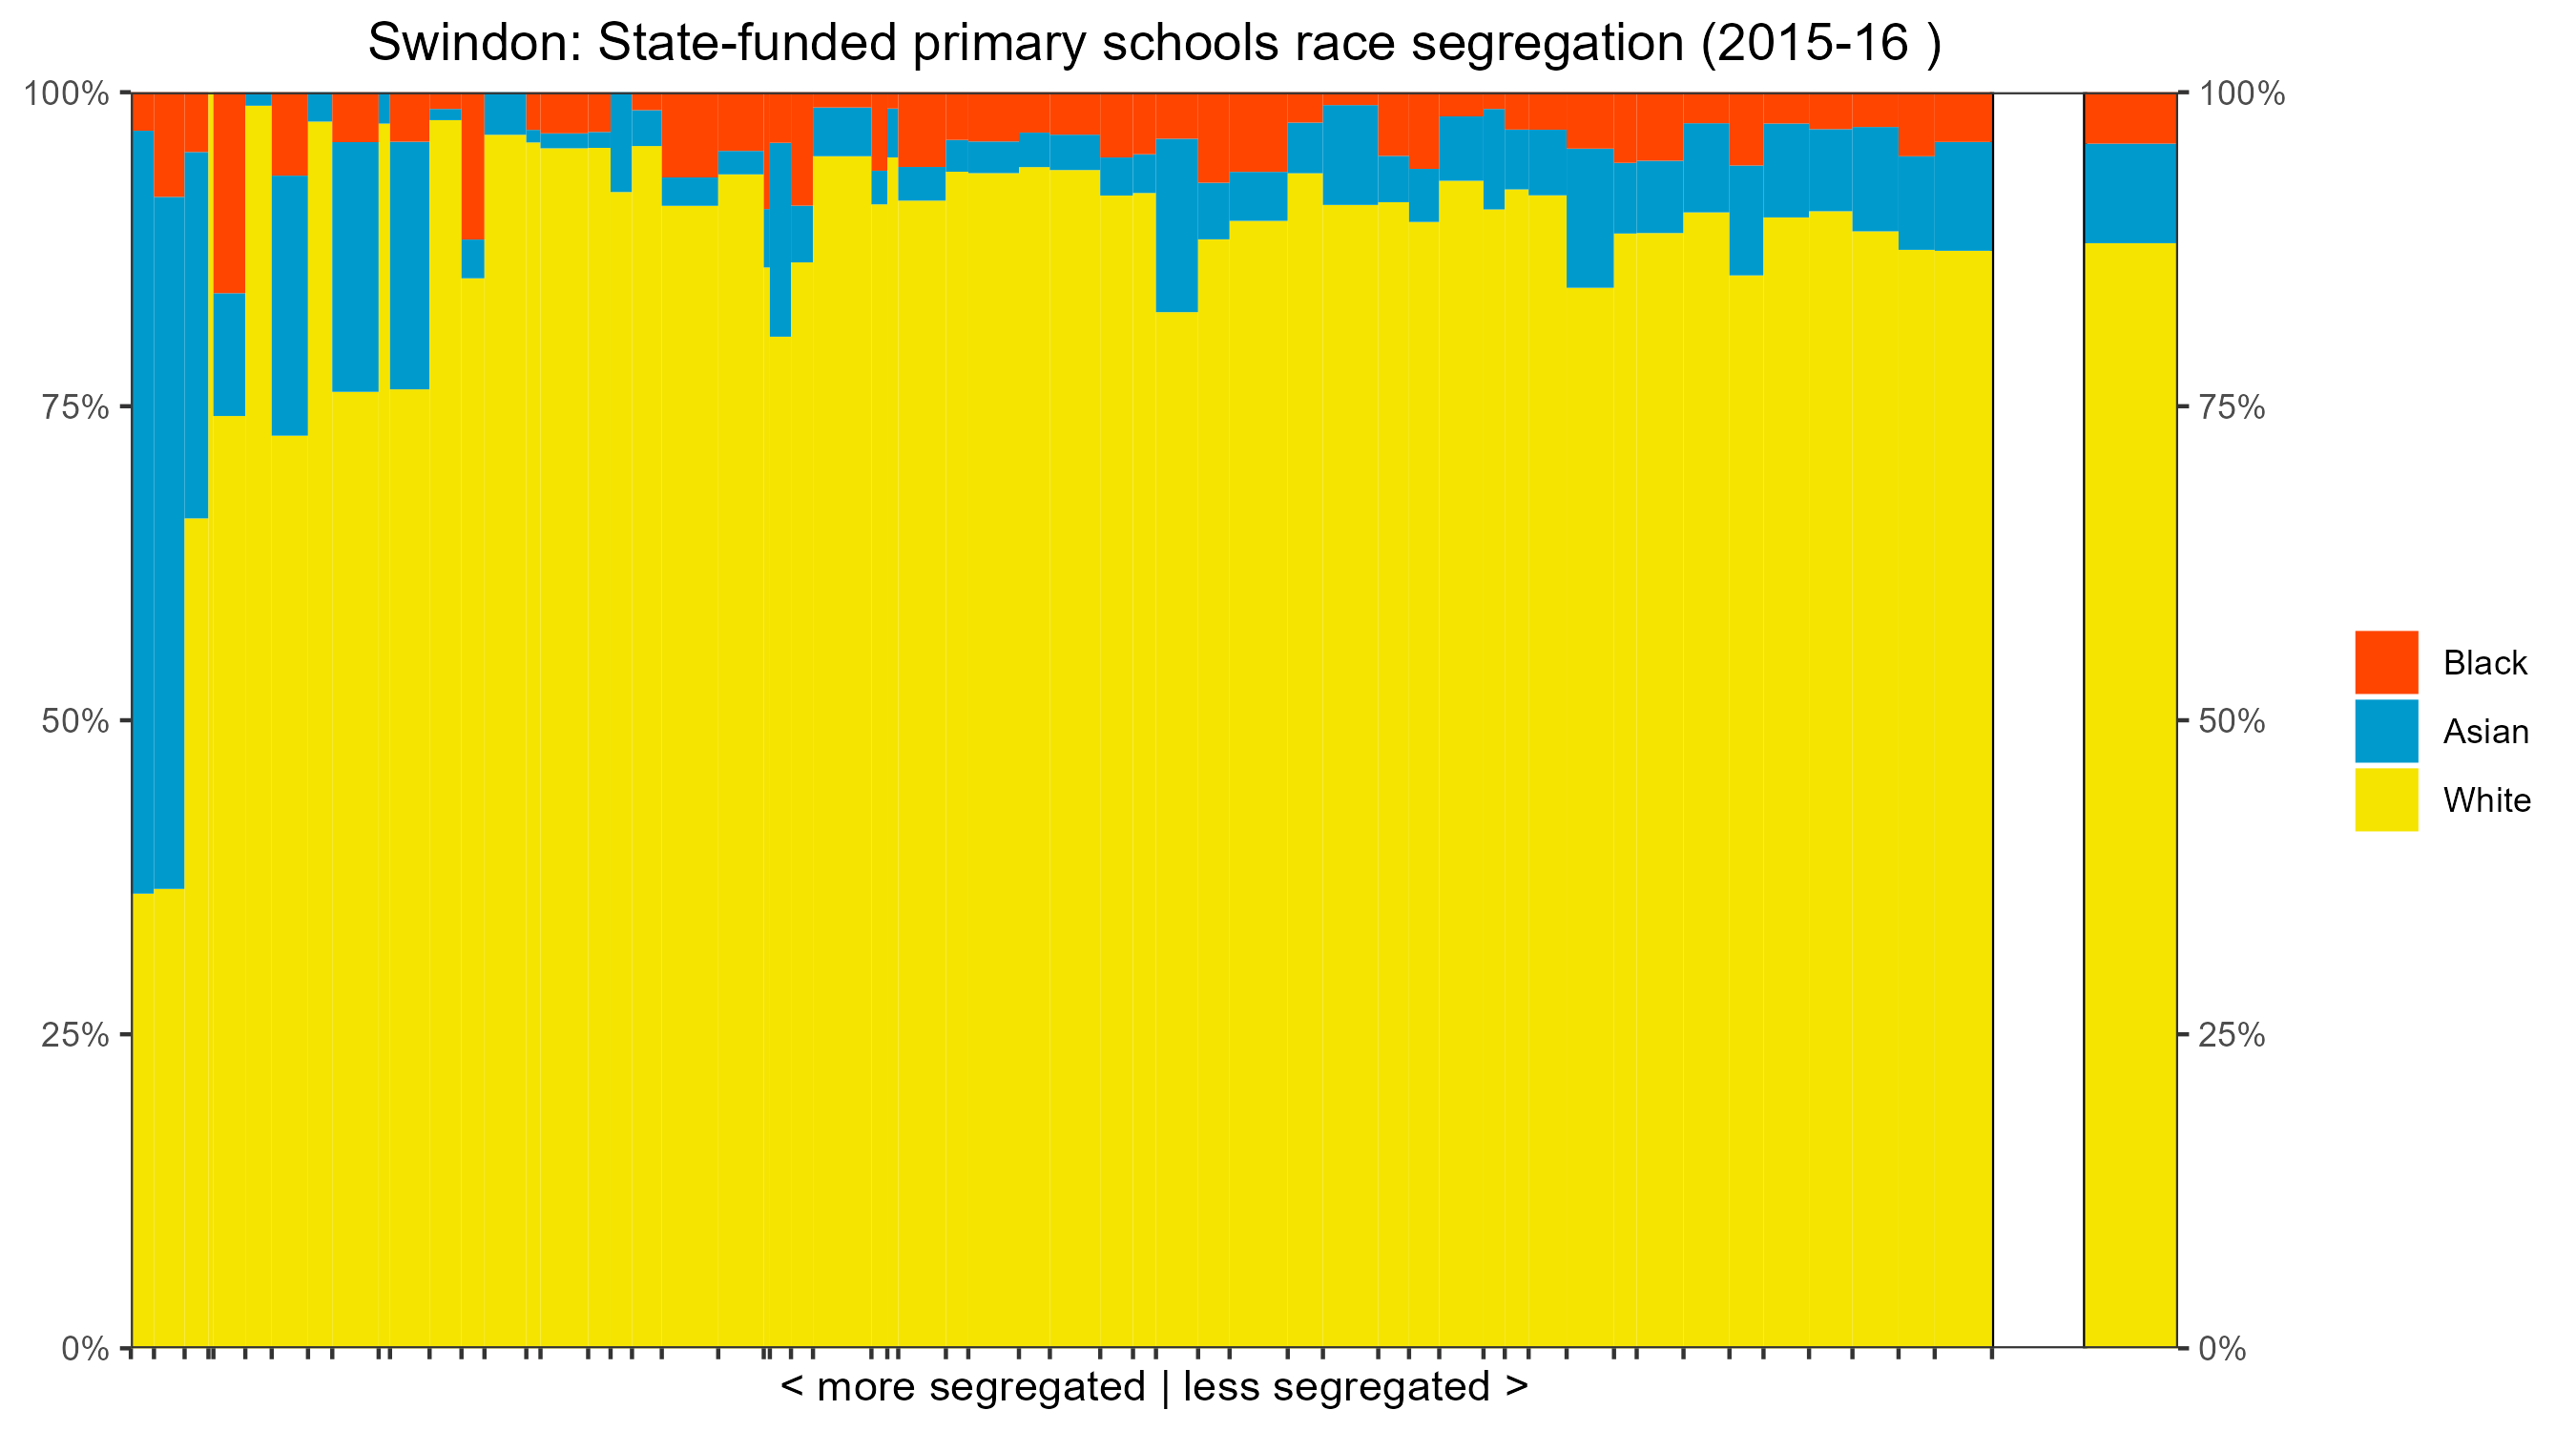 Swindon: State-funded primary schools race segregation (2015-16 )
100%
75%
50%
25%
0%
100%
75%
50%
25%
0%
Black
Asian
White
< more segregated | less segregated >